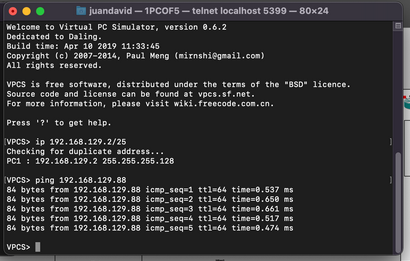 juandavid — 1PCOF5 — telnet localhost 5399 — 80×24
Welcome to Virtual PC Simulator, version 0.6.2
Dedicated to Daling.
Build time: Apr 10 2019 11:33:45
Copyright (c) 2007-2014, Paul Meng (mirnshi@gmail.com)
All rights reserved.
VPCS is free software, distributed under the terms of the "BSD" licence.
Source code and license can be found at vpcs.sf.net.
For more information, please visit wiki.freecode.com.cn.
Press '?' to get help.
[VPCS> ip 192.168.129.2/25 ]
Checking for duplicate address...
PC1 : 192.168.129.2 255.255.255.128
[VPCS> ping 192.168.129.88 ]
84 bytes from 192.168.129.88 icmp_seq=1 ttl=64 time=0.537 ms
84 bytes from 192.168.129.88 icmp_seq=2 ttl=64 time=0.650 ms
84 bytes from 192.168.129.88 icmp_seq=3 ttl=64 time=0.661 ms
84 bytes from 192.168.129.88 icmp_seq=4 ttl=64 time=0.517 ms
84 bytes from 192.168.129.88 icmp_seq=5 ttl=64 time=0.474 ms
VPCS>